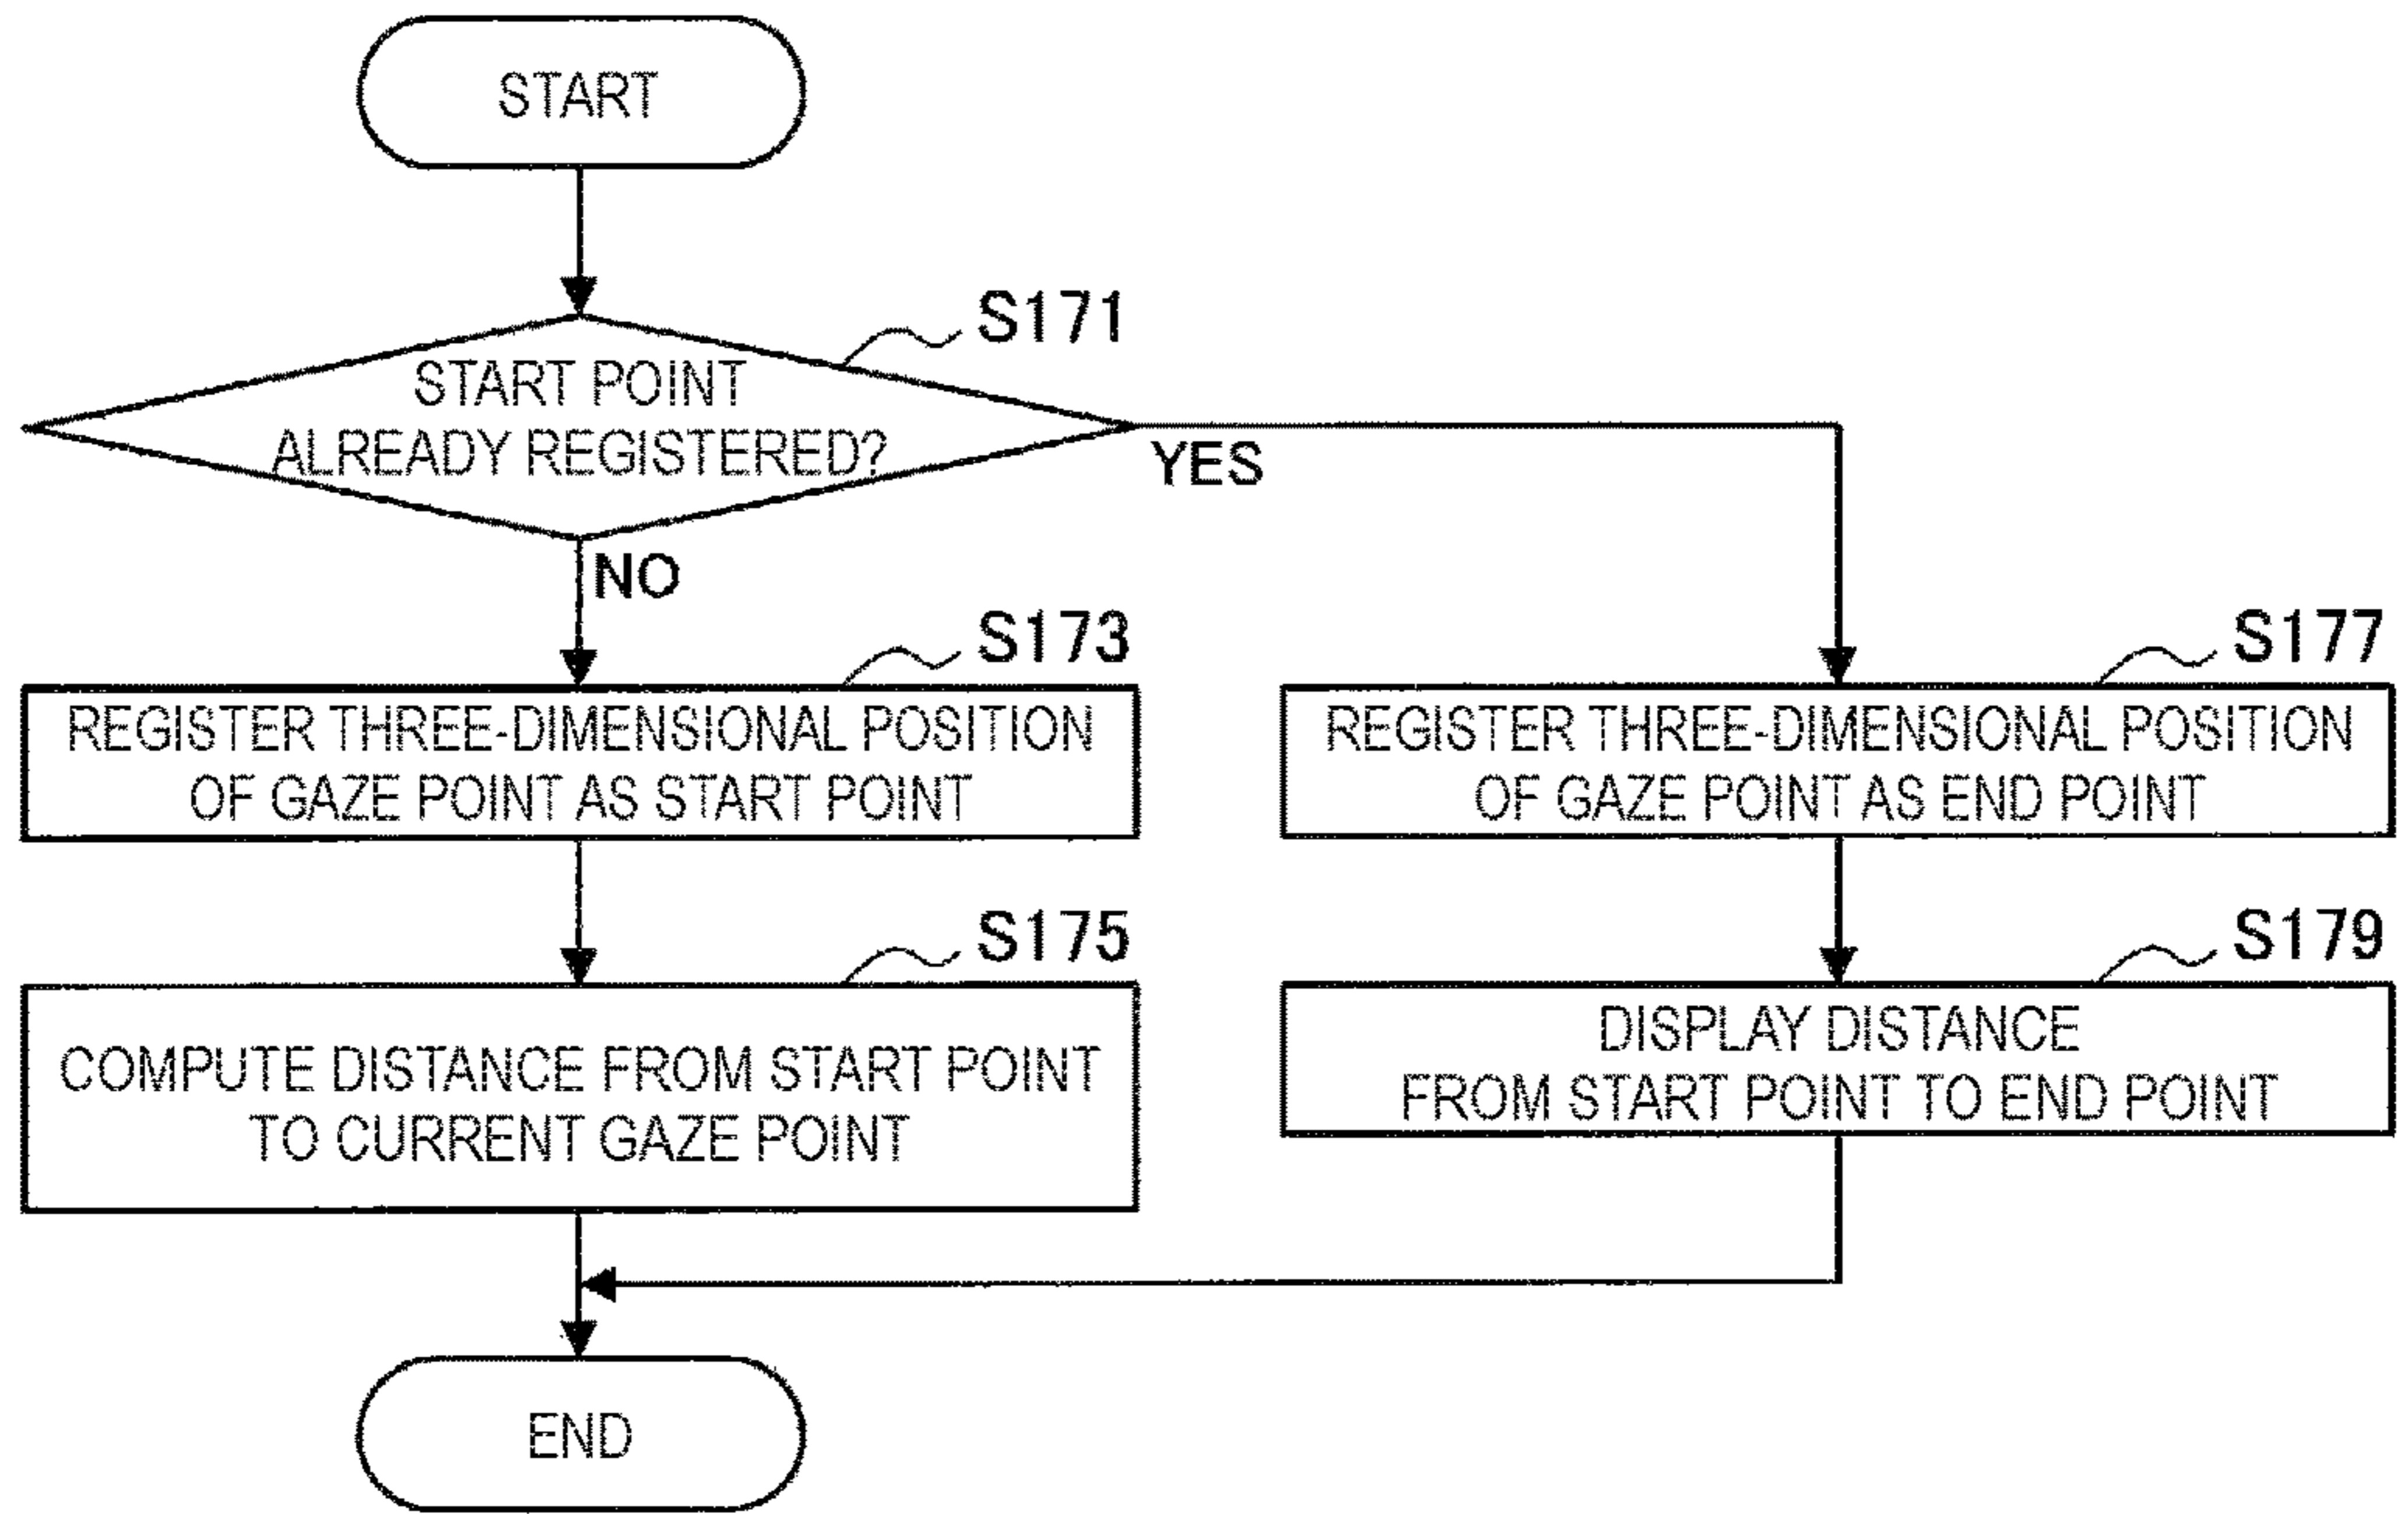 START
S171
START POINT
ALREADY REGISTERED?
YES
NO
S173
REGISTER THREE-DIMENSIONAL POSITION
OF GAZE POINT AS START POINT
S177
REGISTER THREE-DIMENSIONAL POSITION
OF GAZE POINT AS END POINT
S175
COMPUTE DISTANCE FROM START POINT
TO CURRENT GAZE POINT
S179
DISPLAY DISTANCE
FROM START POINT TO END POINT
END